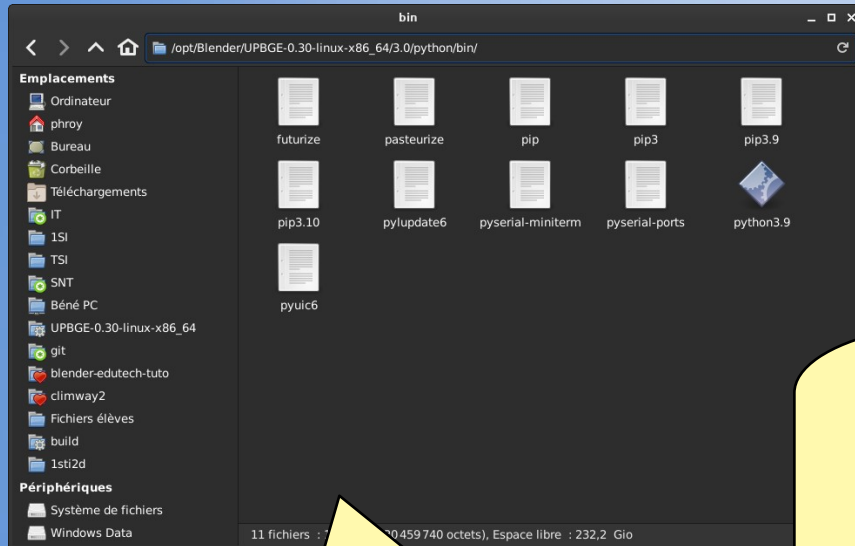 bin
/opt/Blender/UPBGE-0.30-linux-x86_64/3.0/python/bin/
Emplacements
Ordinateur
phroy
Bureau
Corbeille
Téléchargements
IT
1SI
TSI
SNT
Béné PC
UPBGE-0.30-linux-x86_64
git
blender-edutech-tuto
climway2
Fichiers élèves
build
1sti2d
Périphériques
Système de fichiers
Windows Data
futurize pasteurize pip pip3 pip3.9
pip3.10 pylupdate6 pyserial-miniterm pyserial-ports python3.9
pyuic6
11 fichiers : 459 740 octets), Espace libre : 232,2 Gio